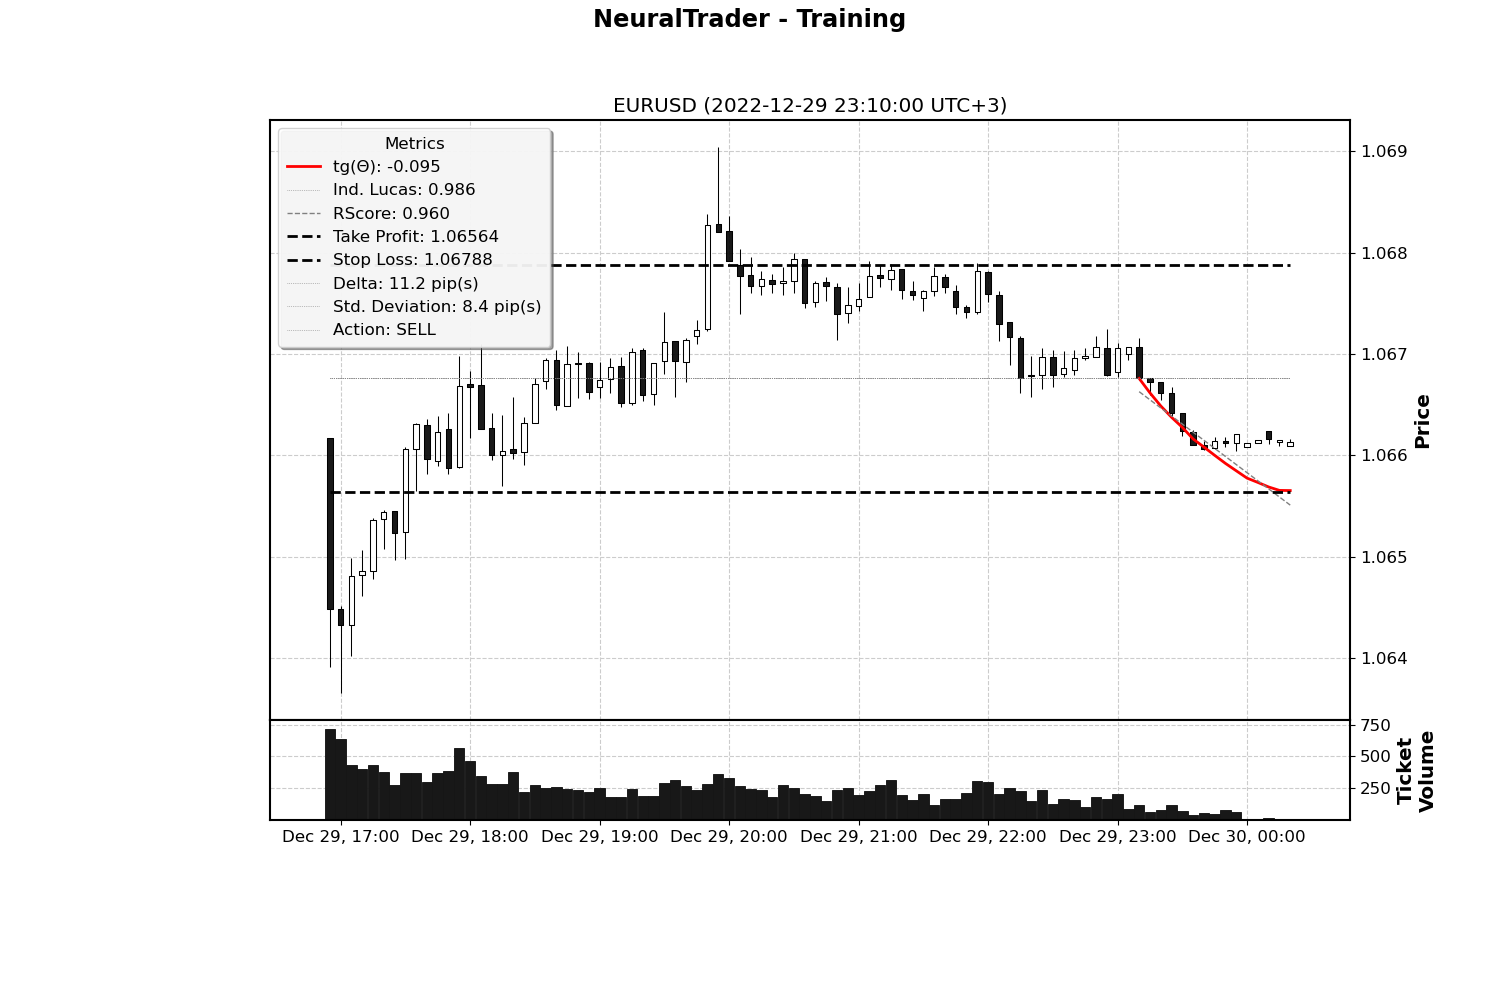 NeuralTrader - Training
EURUSD (2022-12-29 23:10:00 UTC+3)
Metrics
tg(Θ): -0.095
Ind. Lucas: 0.986
RScore: 0.960
Take Profit: 1.06564
Stop Loss: 1.06788
Delta: 11.2 pip(s)
Std. Deviation: 8.4 pip(s)
Action: SELL
1.069
1.068
1.067
1.066
1.065
1.064
Price
750
500
250
Ticket
Volume
Dec 29, 17:00 Dec 29, 18:00 Dec 29, 19:00 Dec 29, 20:00 Dec 29, 21:00 Dec 29, 22:00 Dec 29, 23:00 Dec 30, 00:00